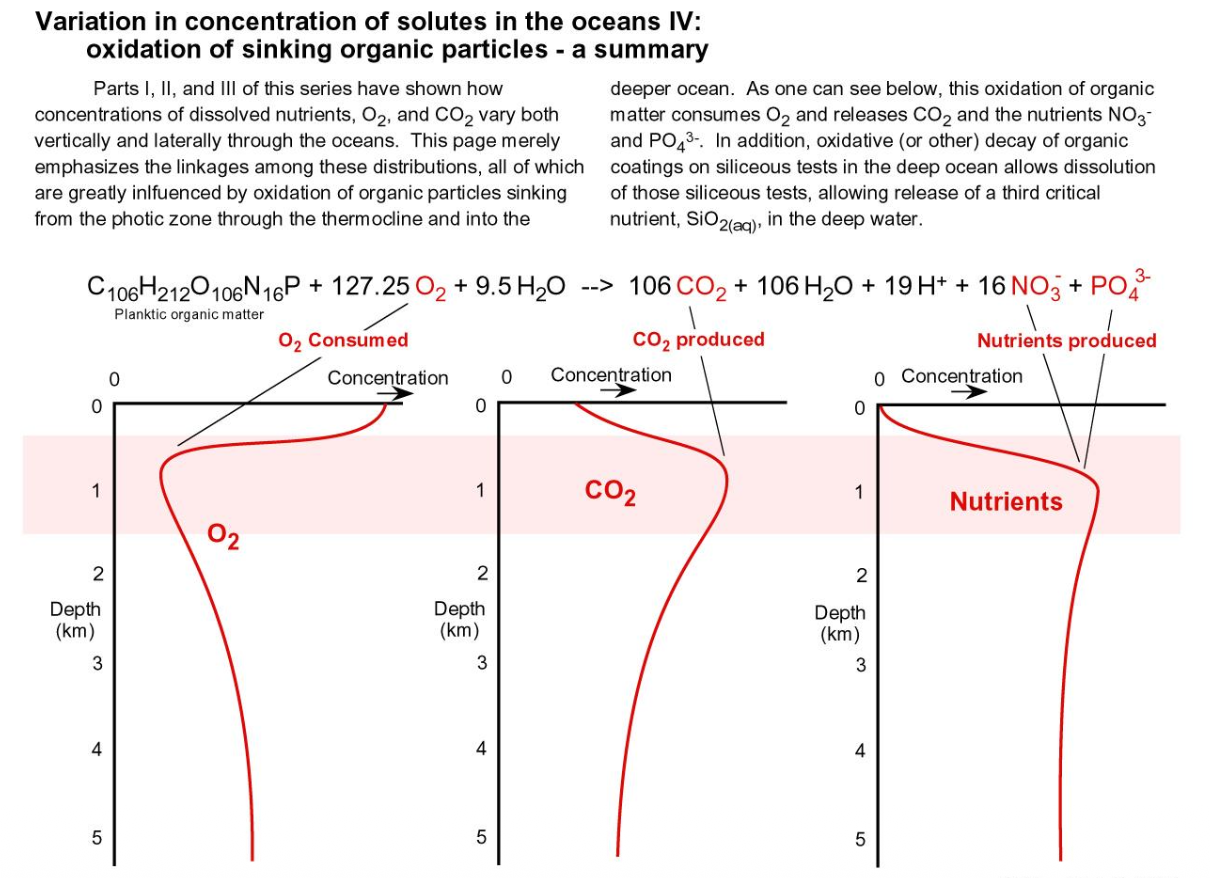 Variation in concentration of solutes in the oceans IV:
oxidation of sinking organic particles - a summary
Parts I, II, and III of this series have shown how
concentrations of dissolved nutrients, O₂, and CO₂ vary both
vertically and laterally through the oceans. This page merely
emphasizes the linkages among these distributions, all of which
are greatly inlfuenced by oxidation of organic particles sinking
from the photic zone through the thermocline and into the
deeper ocean. As one can see below, this oxidation of organic
matter consumes O₂ and releases CO₂ and the nutrients NO₃⁻
and PO₄³⁻. In addition, oxidative (or other) decay of organic
coatings on siliceous tests in the deep ocean allows dissolution
of those siliceous tests, allowing release of a third critical
nutrient, SiO₂(aq), in the deep water.
C₁₀₆H₂₁₂O₁₀₆N₁₆P + 127.25 O₂ + 9.5 H₂O --> 106 CO₂ + 106 H₂O + 19 H⁺ + 16 NO₃⁻ + PO₄³⁻
Planktic organic matter
O₂ Consumed
CO₂ produced
Nutrients produced
0 Concentration
0
1
O₂
2
Depth
(km)
3
4
5
0 Concentration
0
1
CO₂
2
Depth
(km)
3
4
5
0 Concentration
0
1
Nutrients
2
Depth
(km)
3
4
5